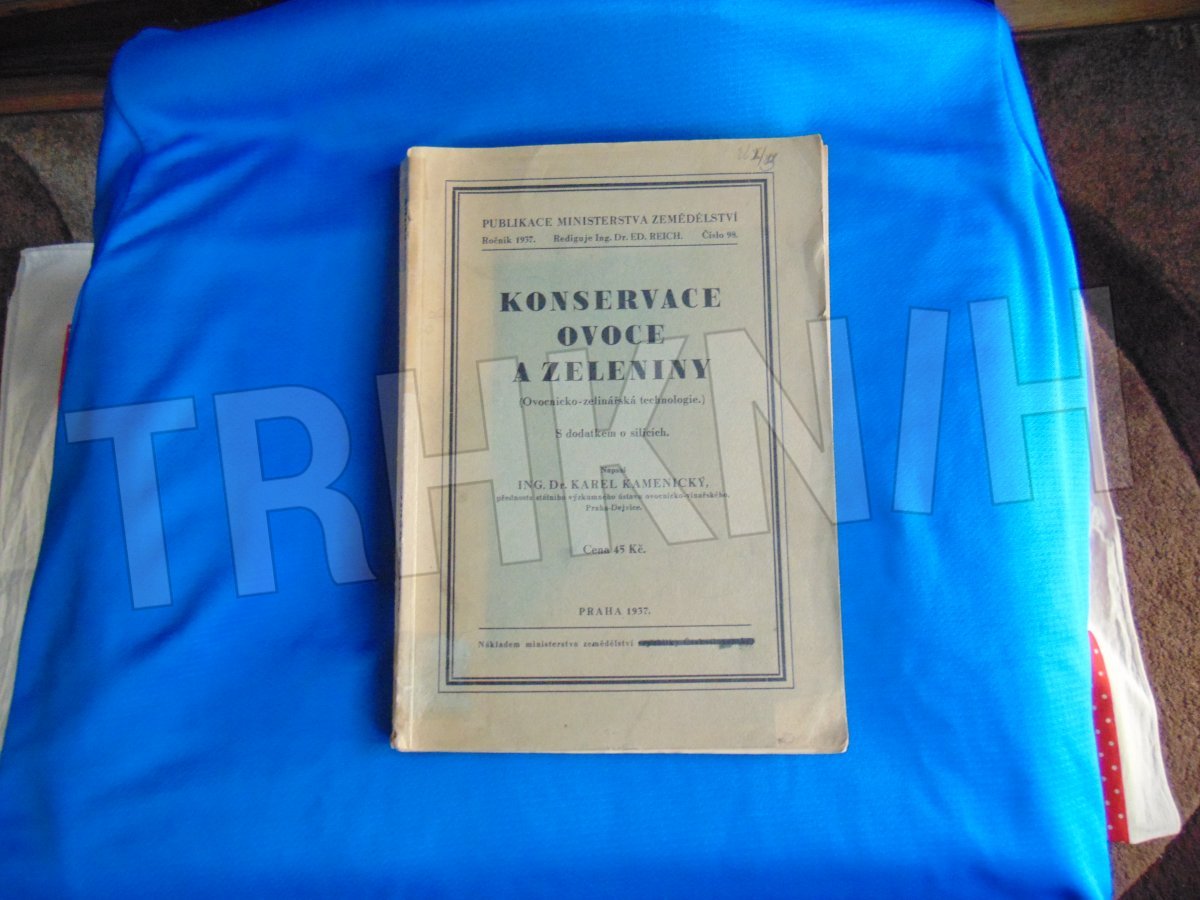 PUBLIKACE MINISTERSTVA ZEMĚDĚLSTVÍ
Ročník 1937. Rediguje Ing. Dr. ED. REICH. Číslo 98.
KONSERVACE
OVOCE
A ZELENINY
(Ovocnicko-zelinářská technologie.)
S dodatkem o silicích.
Napsal
ING. Dr. KAREL KAMENICKÝ,
přednosta státního výzkumného ústavu ovocnicko-vinařského.
Praha-Dejvice.
Cena 45 Kč.
PRAHA 1937.
Nákladem ministerstva zemědělství
TRHKNIH